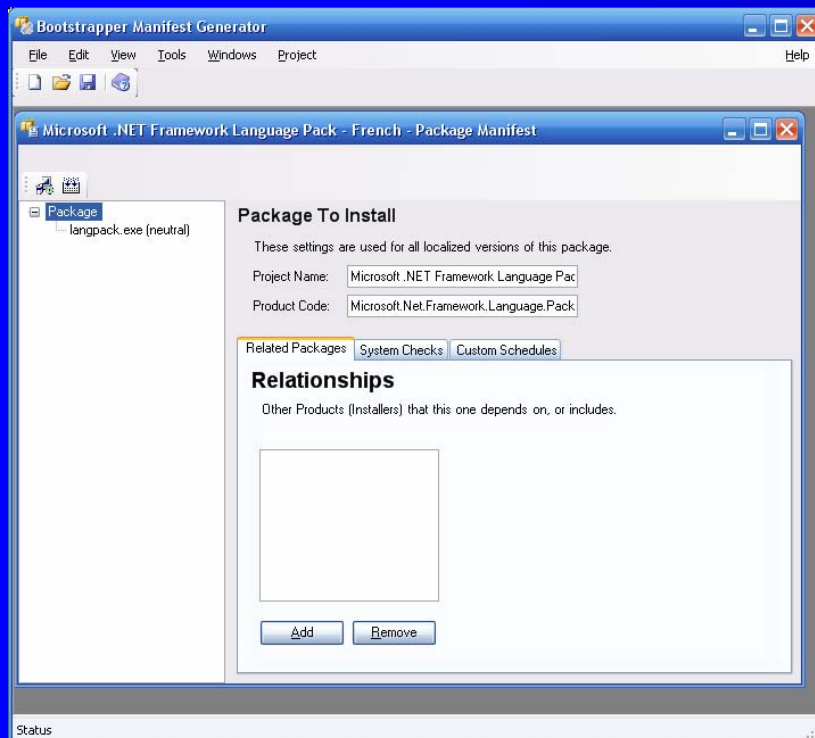 Bootstrapper Manifest Generator
File Edit View Tools Windows Project Help
Microsoft .NET Framework Language Pack - French - Package Manifest
Package
langpack.exe (neutral)
Package To Install
These settings are used for all localized versions of this package.
Project Name: Microsoft .NET Framework Language Pac
Product Code: Microsoft.Net.Framework.Language.Pack
Related Packages System Checks Custom Schedules
Relationships
Other Products (Installers) that this one depends on, or includes.
Add Remove
Status